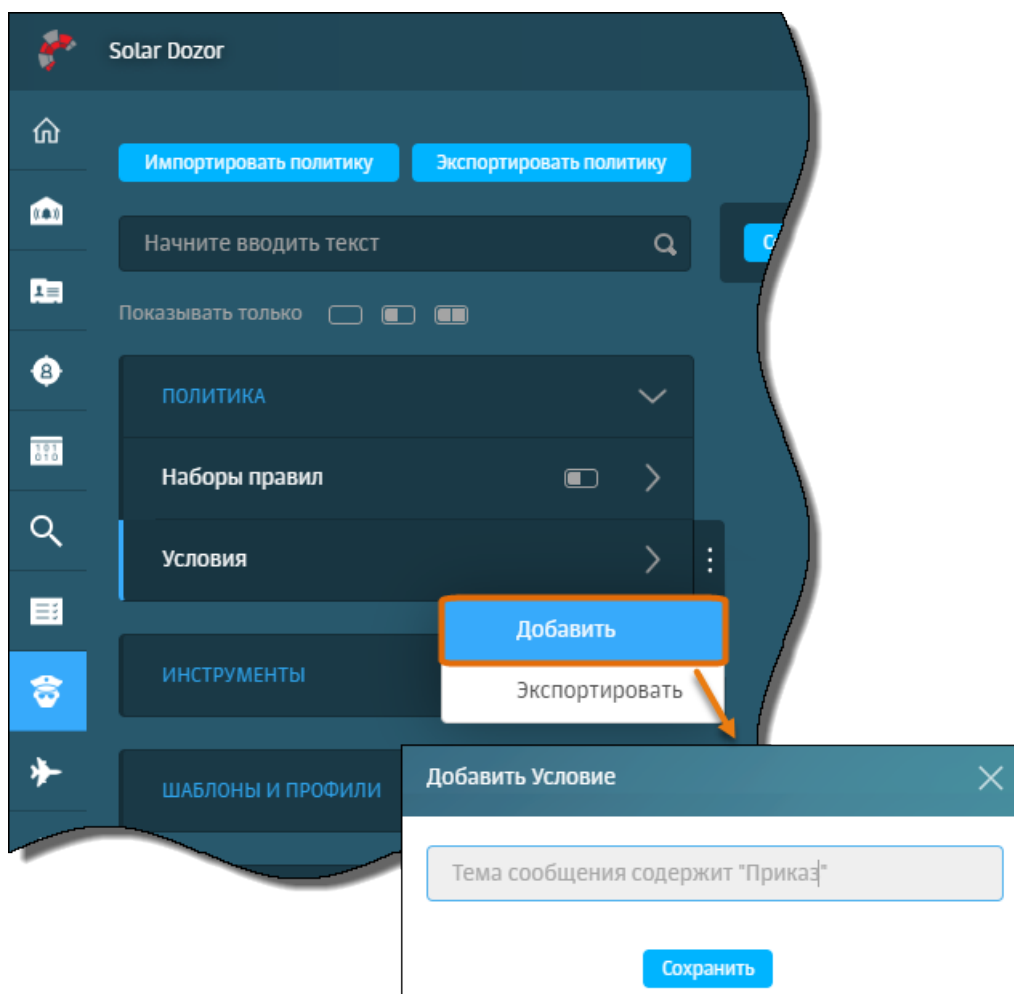 Solar Dozor
Импортировать политику
Экспортировать политику
Начните вводить текст
Показывать только
ПОЛИТИКА
Наборы правил
Условия
Добавить
Экспортировать
ИНСТРУМЕНТЫ
ШАБЛОНЫ И ПРОФИЛИ
Добавить Условие
Тема сообщения содержит "Приказ"
Сохранить